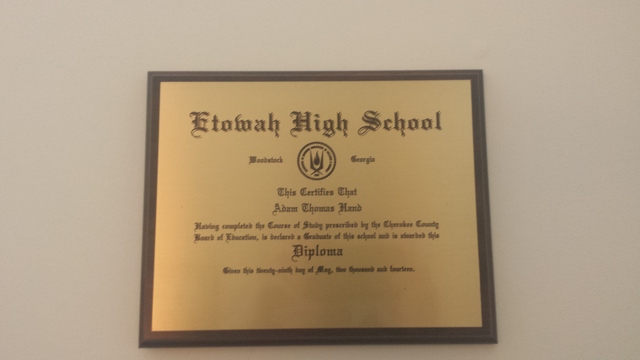 Etowah High School
Woodstock Georgia
This Certifies That
Adam Thomas Hand
Having completed the Course of Study prescribed by the Cherokee County
Board of Education, is declared a Graduate of this school and is awarded this
Diploma
Given this twenty-ninth day of May, two thousand and fourteen.